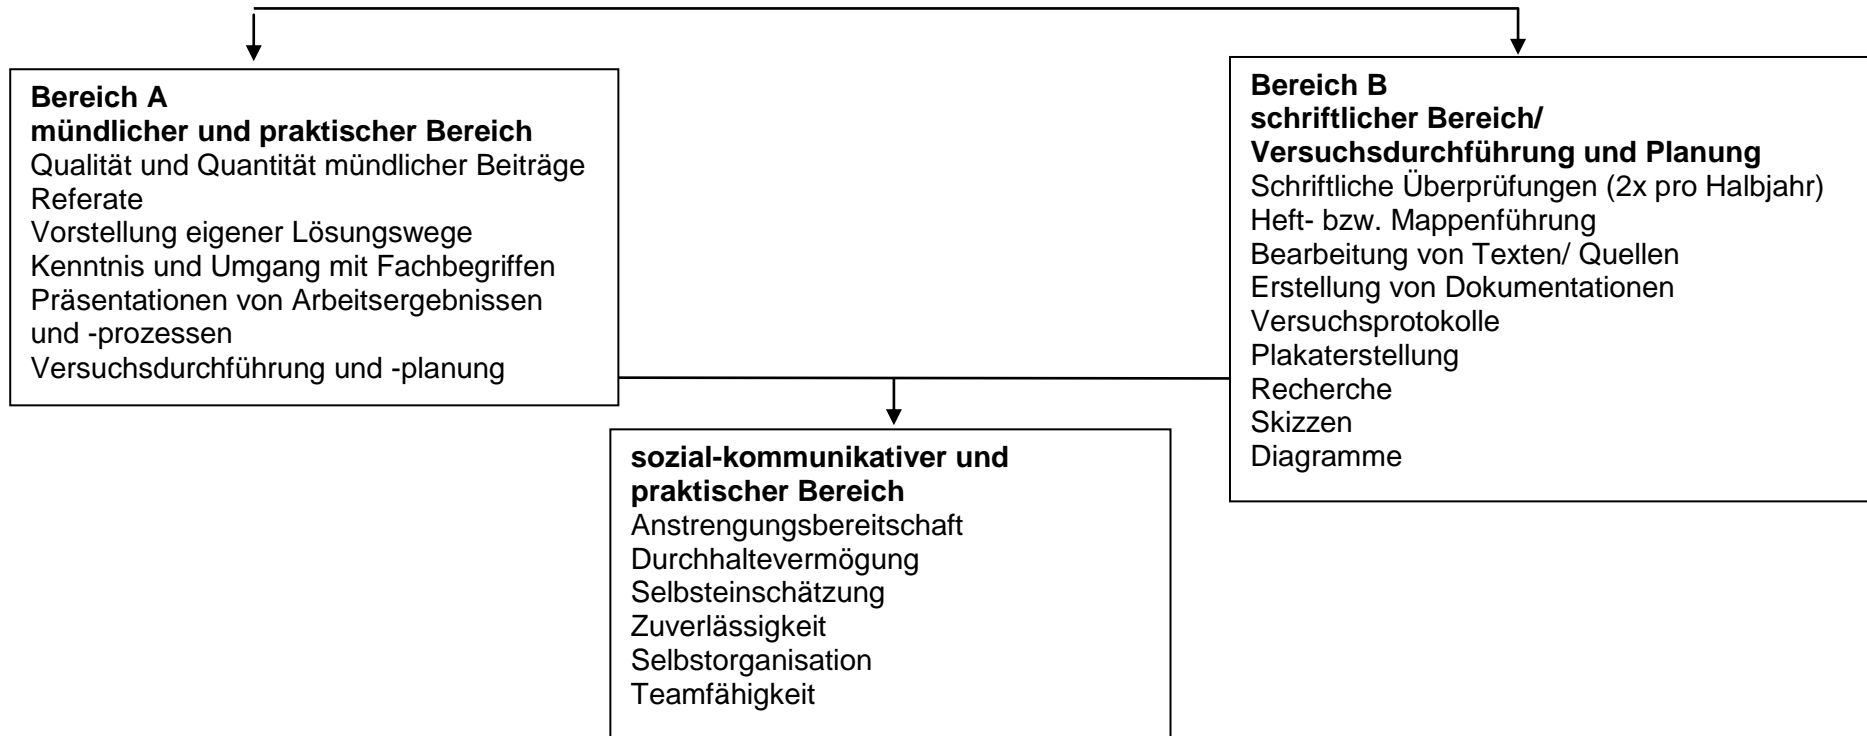 Bereich A
mündlicher und praktischer Bereich
Qualität und Quantität mündlicher Beiträge
Referate
Vorstellung eigener Lösungswege
Kenntnis und Umgang mit Fachbegriffen
Präsentationen von Arbeitsergebnissen
und -prozessen
Versuchsdurchführung und -planung
Bereich B
schriftlicher Bereich/
Versuchsdurchführung und Planung
Schriftliche Überprüfungen (2x pro Halbjahr)
Heft- bzw. Mappenführung
Bearbeitung von Texten/ Quellen
Erstellung von Dokumentationen
Versuchsprotokolle
Plakaterstellung
Recherche
Skizzen
Diagramme
sozial-kommunikativer und
praktischer Bereich
Anstrengungsbereitschaft
Durchhaltevermögung
Selbsteinschätzung
Zuverlässigkeit
Selbstorganisation
Teamfähigkeit